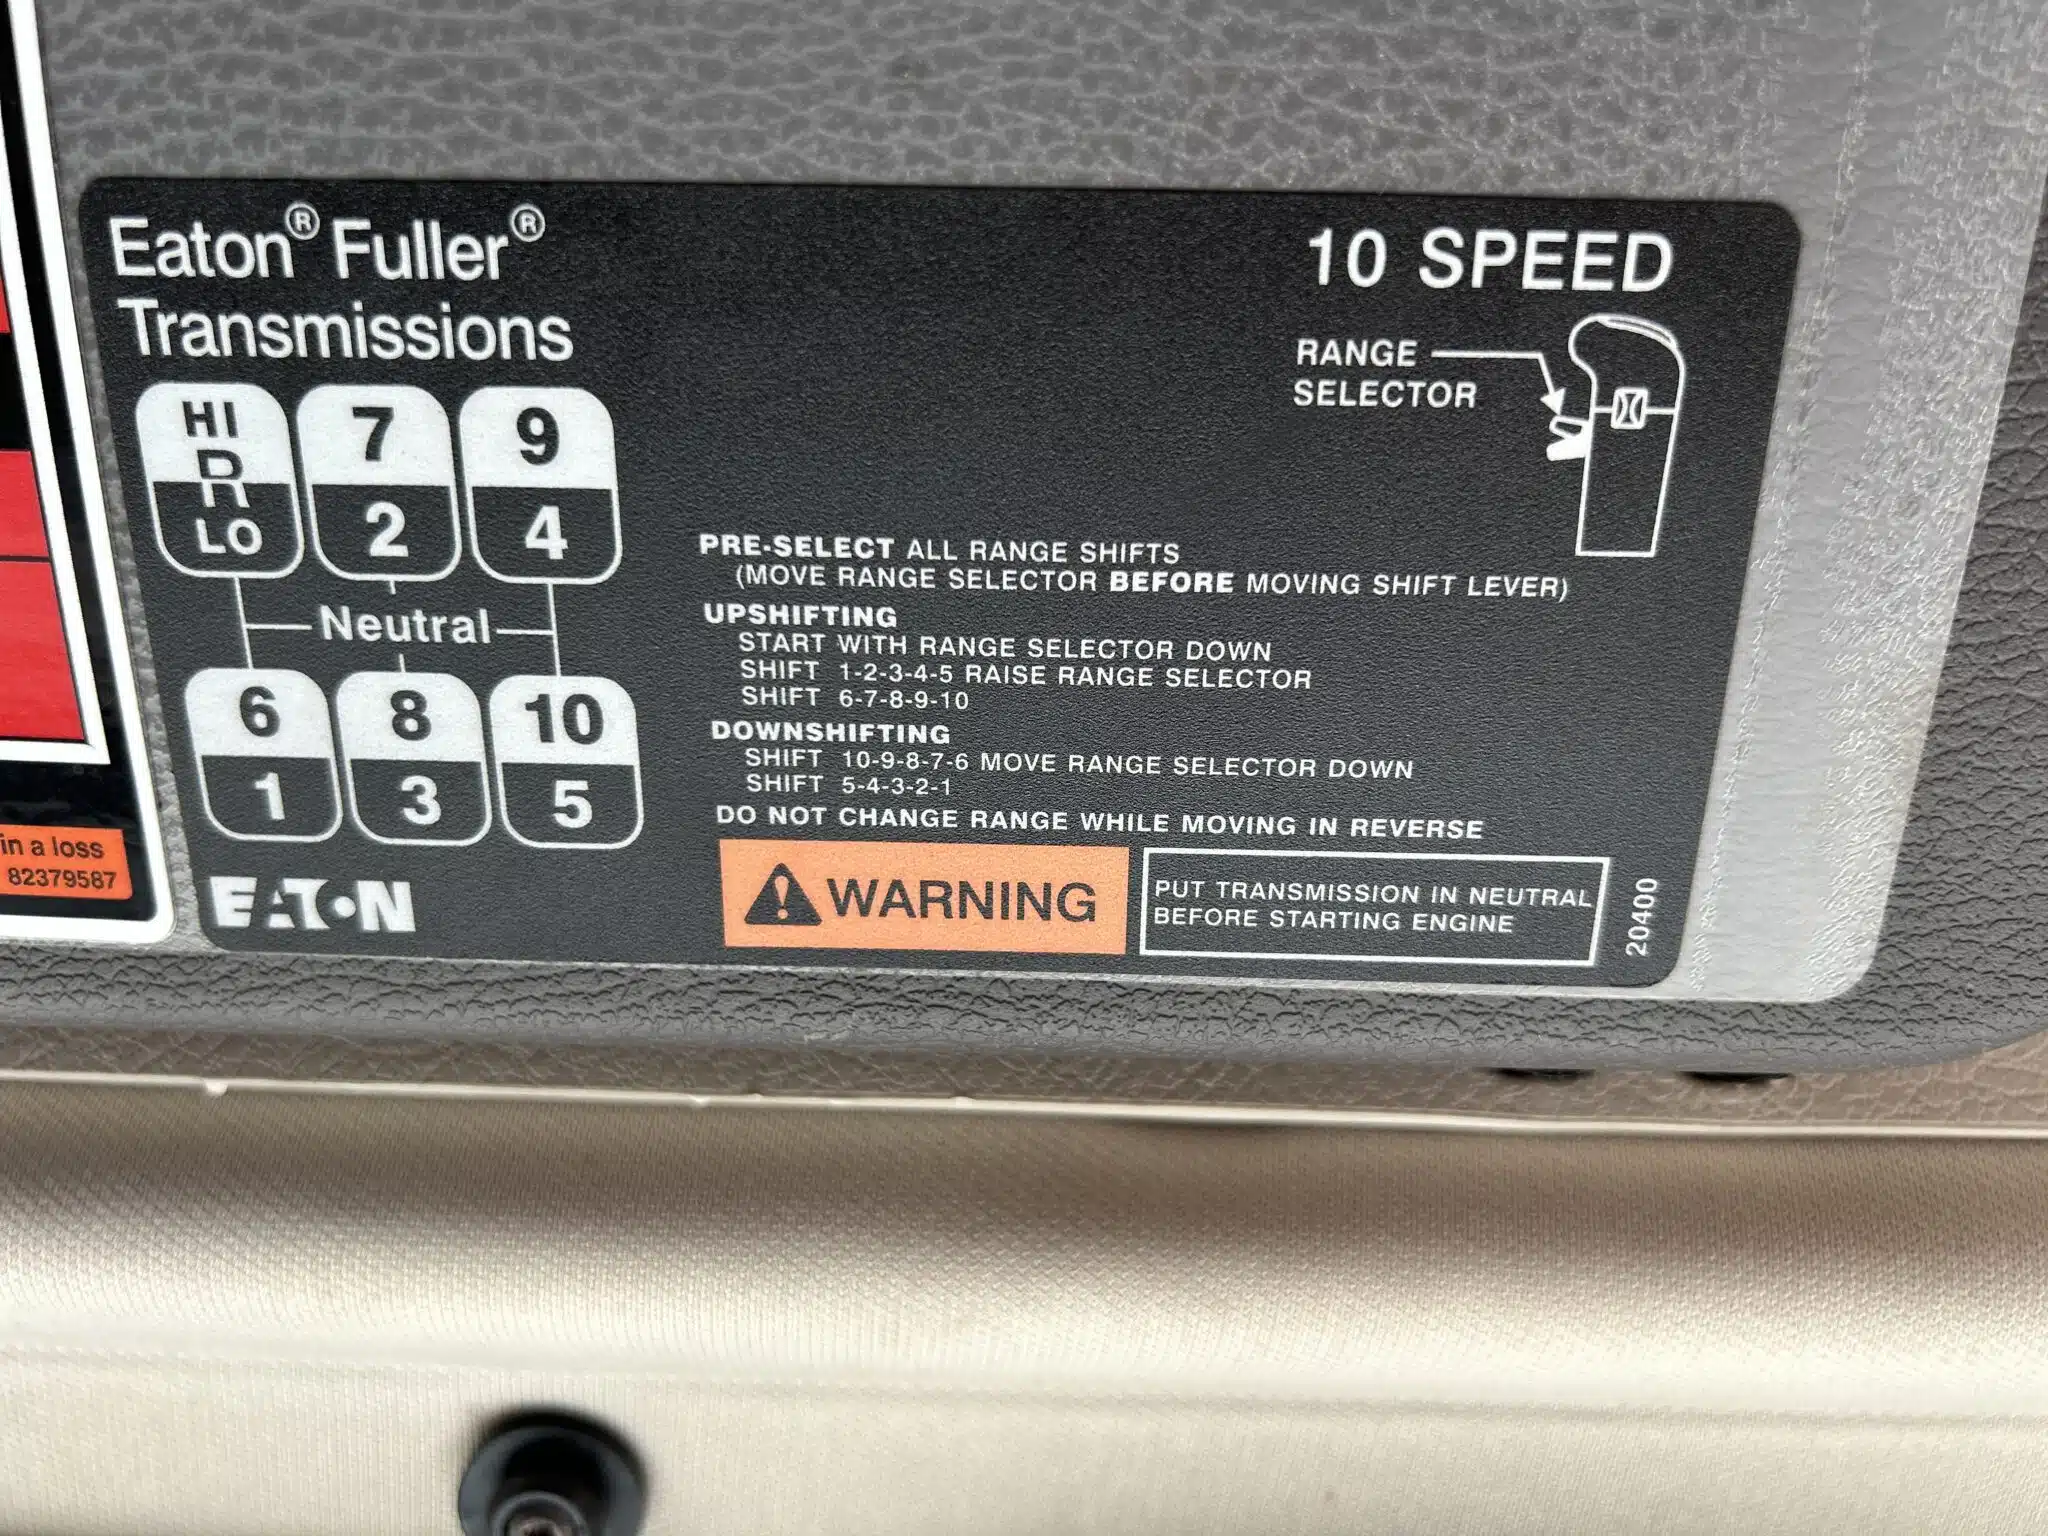 Eaton® Fuller®
Transmissions
10 SPEED
RANGE
SELECTOR
HI
R
LO
7
2
9
4
Neutral
6
1
8
3
10
5
PRE-SELECT ALL RANGE SHIFTS
(MOVE RANGE SELECTOR BEFORE MOVING SHIFT LEVER)
UPSHIFTING
START WITH RANGE SELECTOR DOWN
SHIFT 1-2-3-4-5 RAISE RANGE SELECTOR
SHIFT 6-7-8-9-10
DOWNSHIFTING
SHIFT 10-9-8-7-6 MOVE RANGE SELECTOR DOWN
SHIFT 5-4-3-2-1
DO NOT CHANGE RANGE WHILE MOVING IN REVERSE
WARNING
PUT TRANSMISSION IN NEUTRAL
BEFORE STARTING ENGINE
20400
EATON
in a loss
82379587